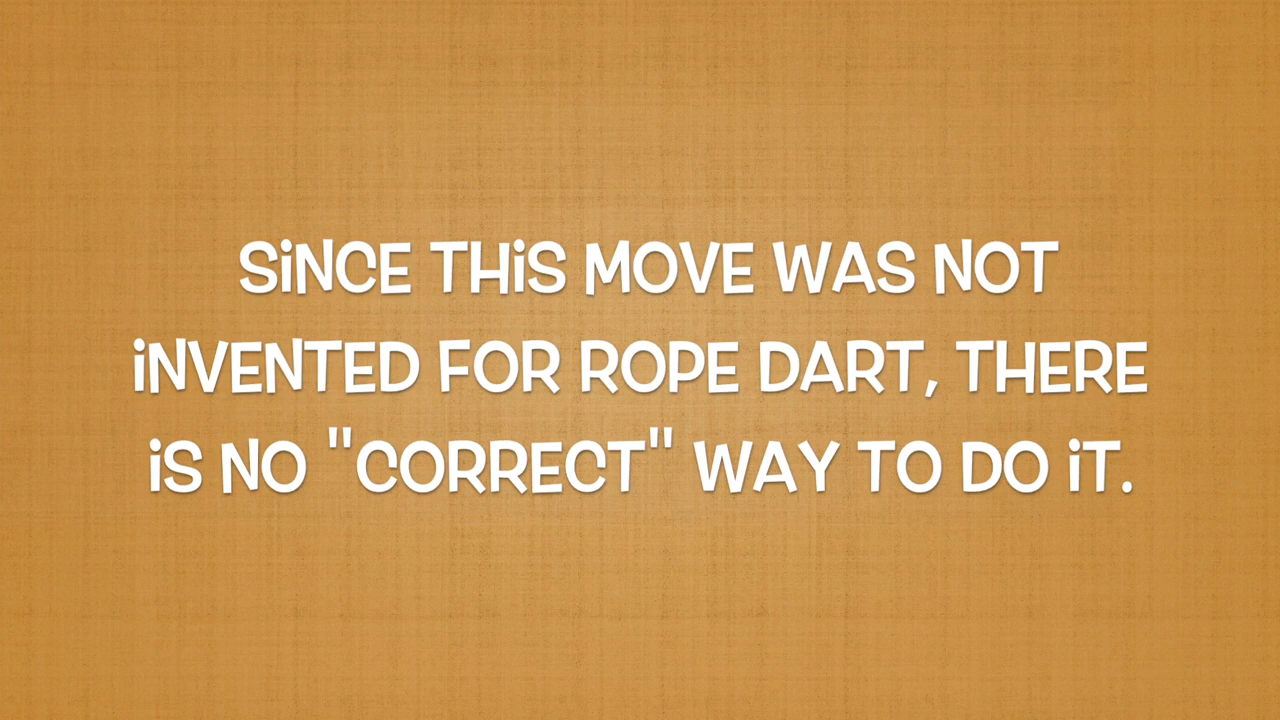 SiNCE THiS MOVE WAS NOT
iNVENTED FOR ROPE DART, THERE
iS NO "CORRECT" WAY TO DO iT.